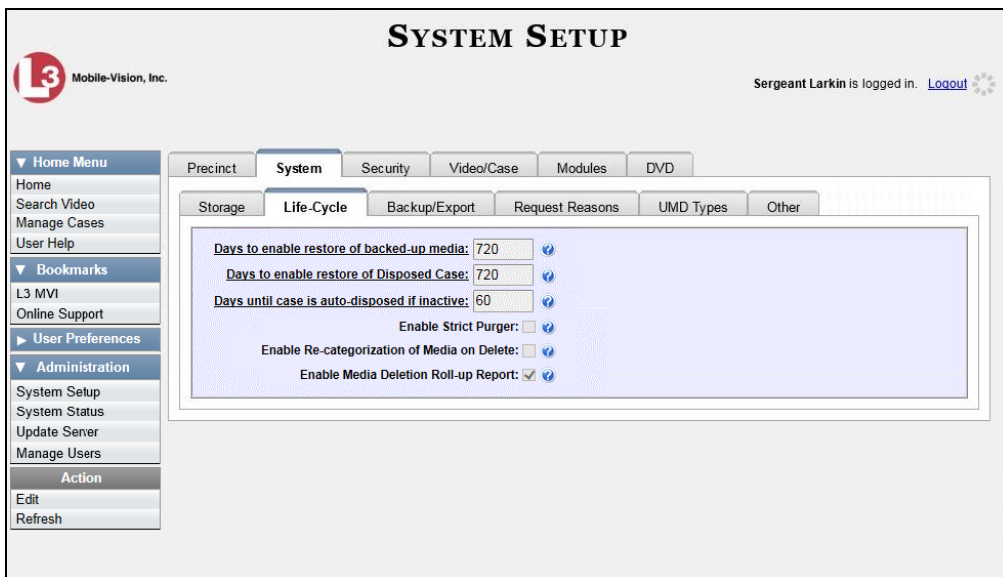 SYSTEM SETUP
L3 Mobile-Vision, Inc.
Sergeant Larkin is logged in. Logout
▼ Home Menu
Home
Search Video
Manage Cases
User Help
▼ Bookmarks
L3 MVI
Online Support
▶ User Preferences
▼ Administration
System Setup
System Status
Update Server
Manage Users
Action
Edit
Refresh
Precinct System Security Video/Case Modules DVD
Storage Life-Cycle Backup/Export Request Reasons UMD Types Other
Days to enable restore of backed-up media: 720 ?
Days to enable restore of Disposed Case: 720 ?
Days until case is auto-disposed if inactive: 60 ?
Enable Strict Purger: ?
Enable Re-categorization of Media on Delete: ?
Enable Media Deletion Roll-up Report: ✓ ?